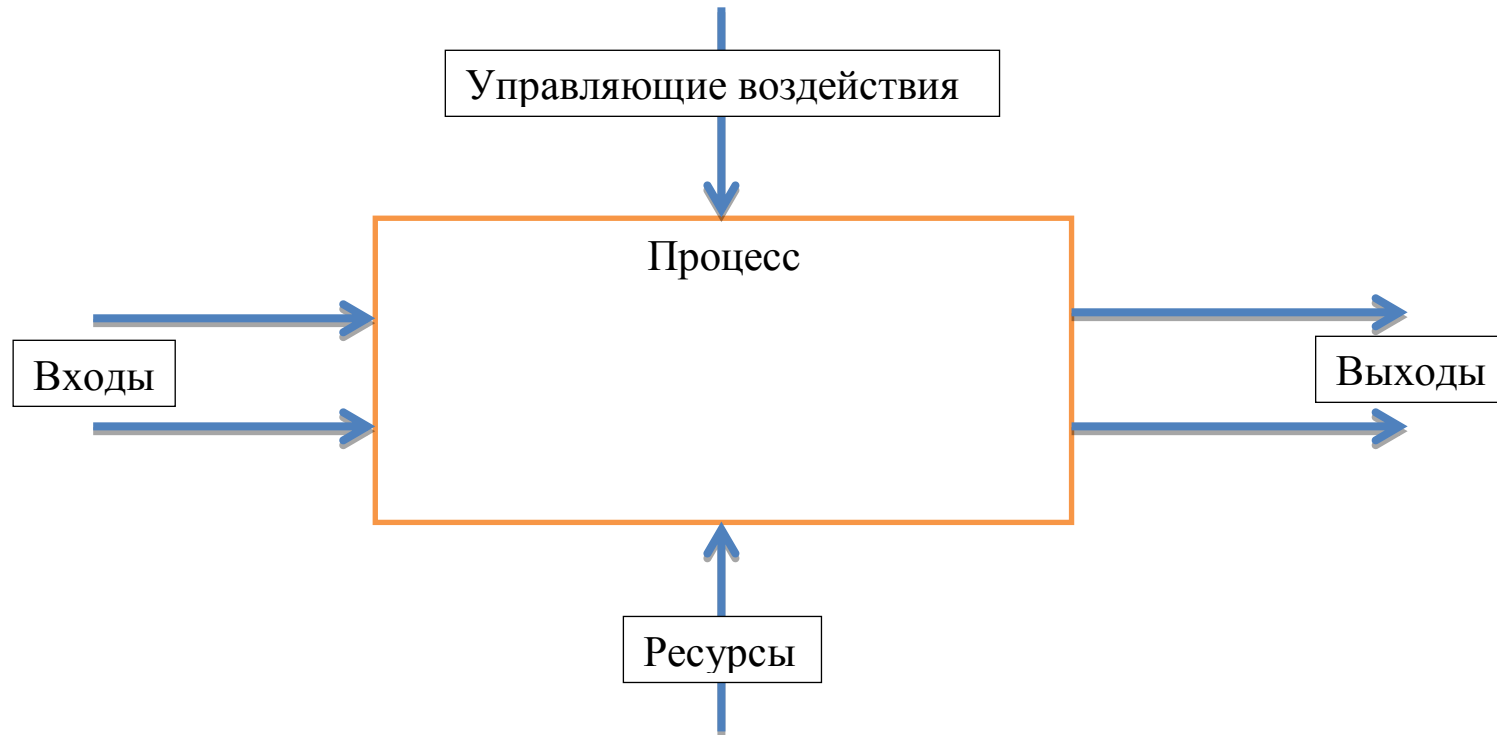 Управляющие воздействия
Процесс
Входы
Выходы
Ресурсы